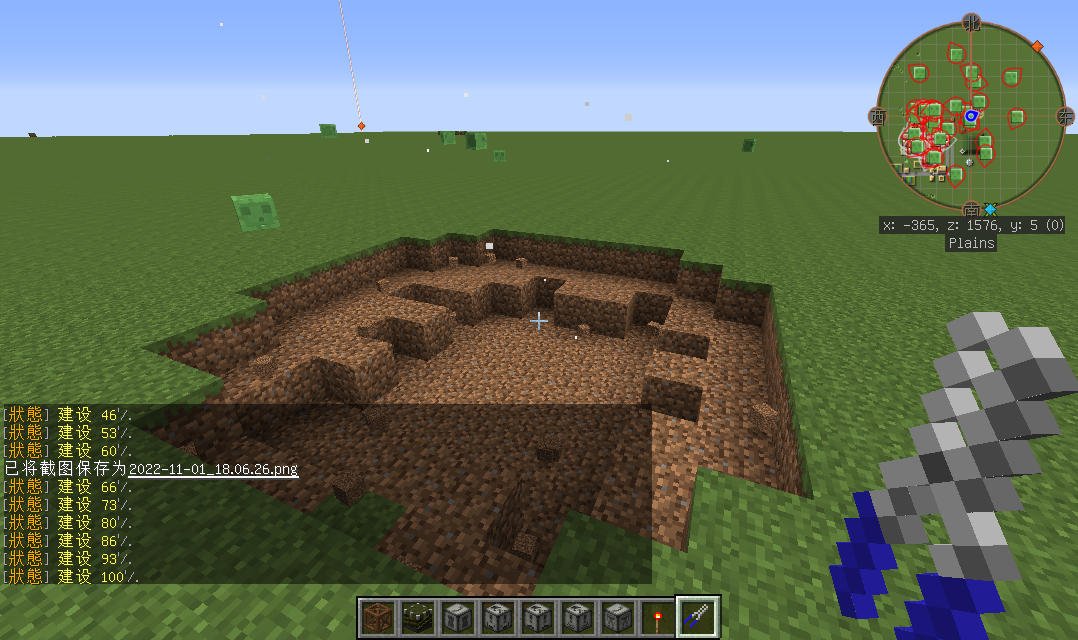 北
西
东
南
x: -365, z: 1576, y: 5 (0)
Plains
[狀態] 建设 46٪.
[狀態] 建设 53٪.
[狀態] 建设 60٪.
已将截图保存为2022-11-01_18.06.26.png
[狀態] 建设 66٪.
[狀態] 建设 73٪.
[狀態] 建设 80٪.
[狀態] 建设 86٪.
[狀態] 建设 93٪.
[狀態] 建设 100٪.